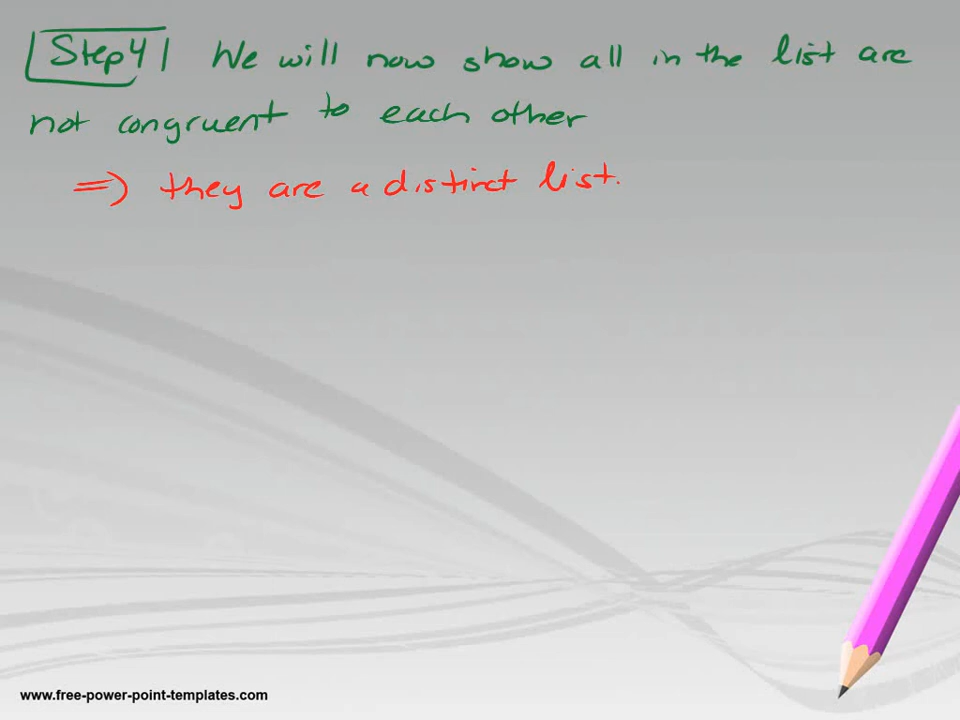 Step 4 We will now show all in the list are
not congruent to each other
=> they are a distinct list.
www.free-power-point-templates.com